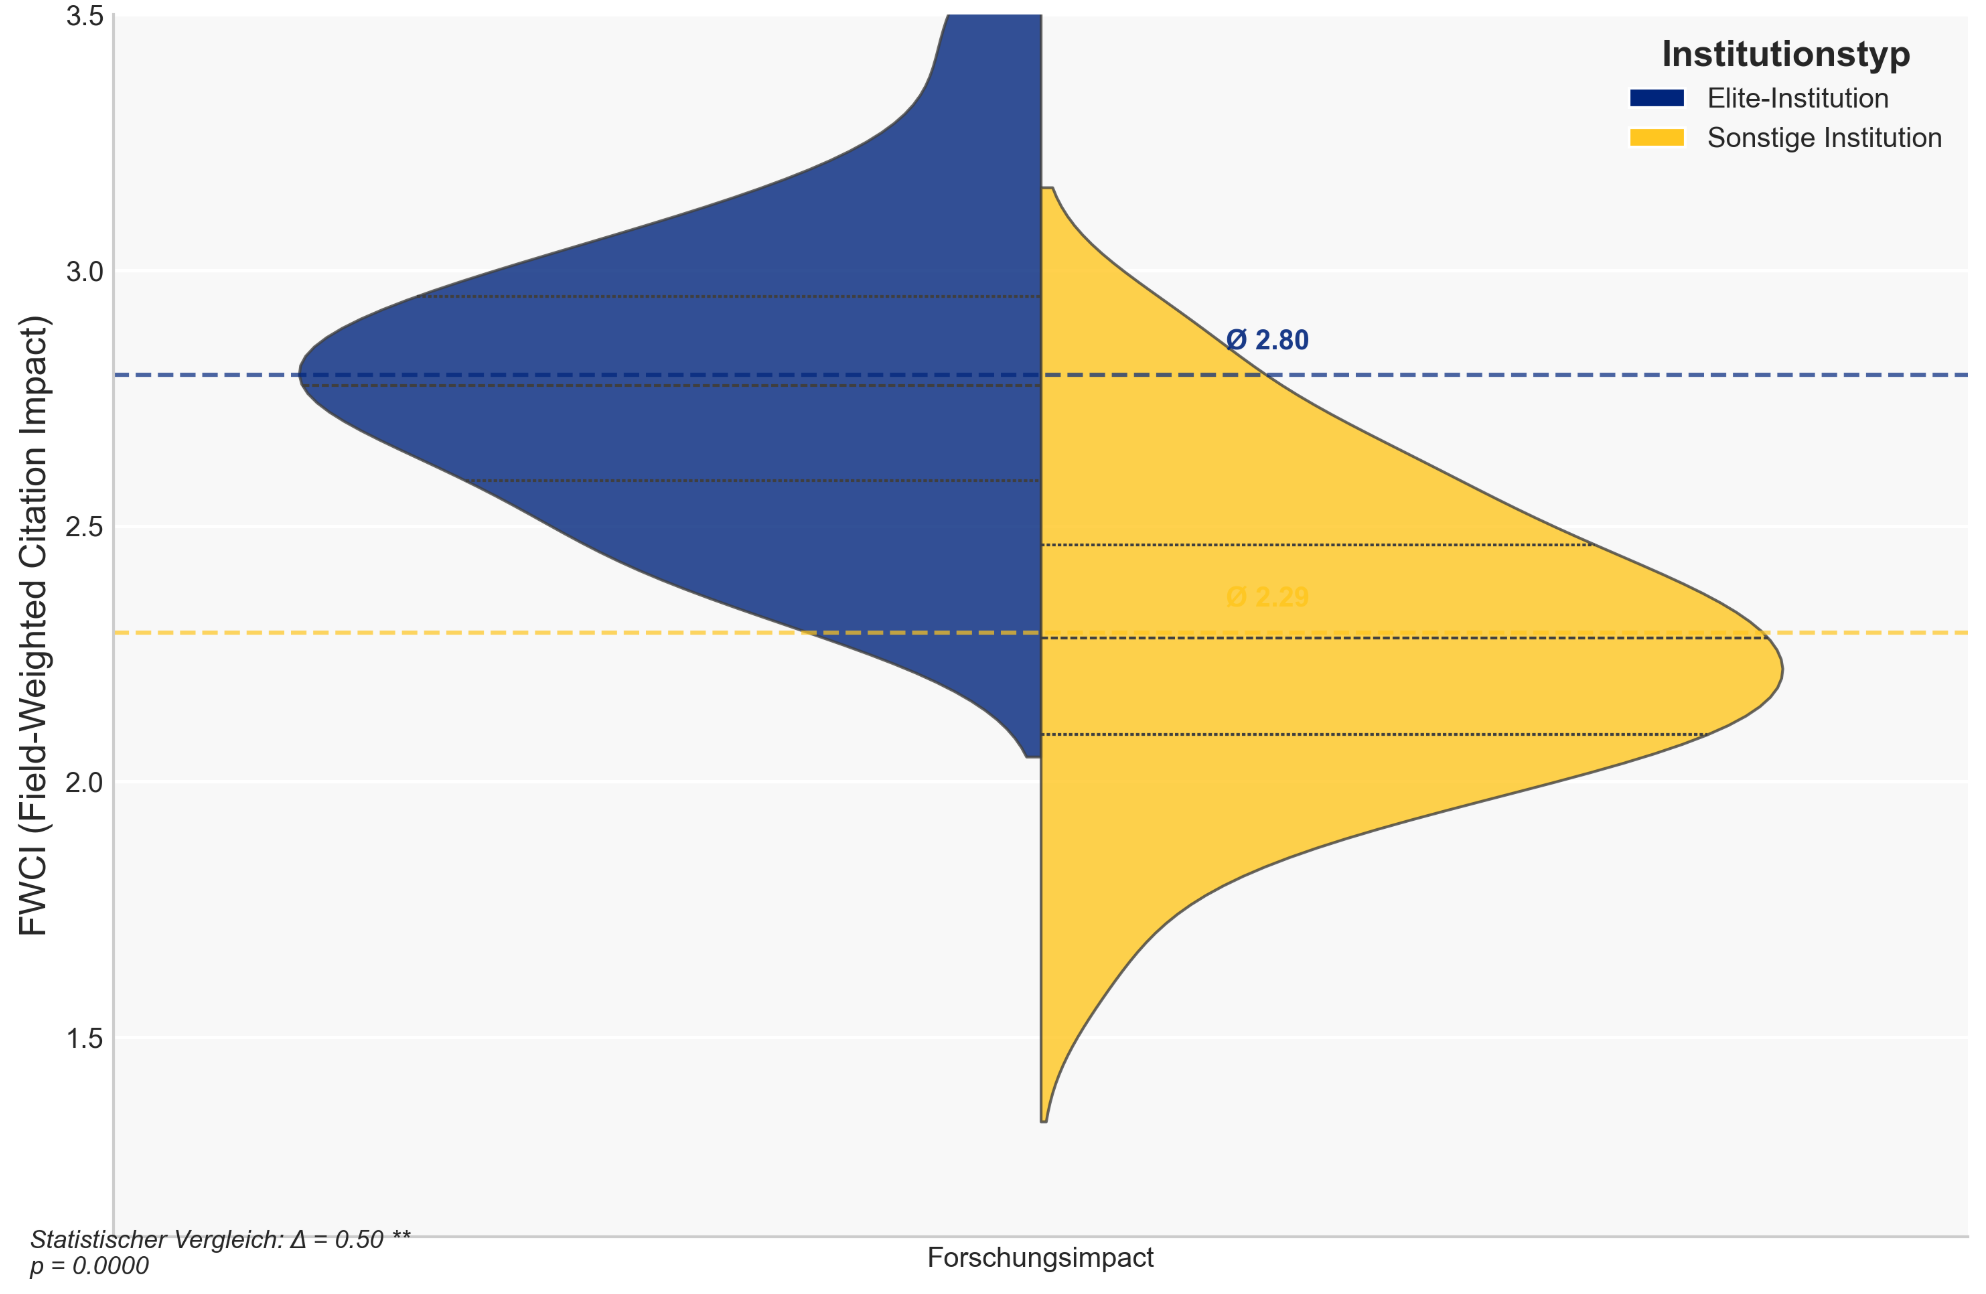 3.5
3.0
2.5
2.0
1.5
FWCI (Field-Weighted Citation Impact)
Institutionstyp
Elite-Institution
Sonstige Institution
Ø 2.80
Ø 2.29
Forschungsimpact
Statistischer Vergleich: Δ = 0.50 **
p = 0.0000